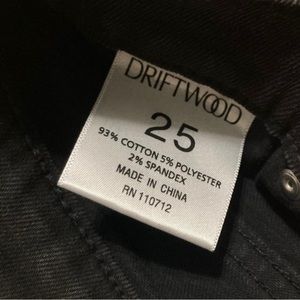 DRIFTWOOD
25
93% COTTON 5% POLYESTER
2% SPANDEX
MADE IN CHINA
RN 110712